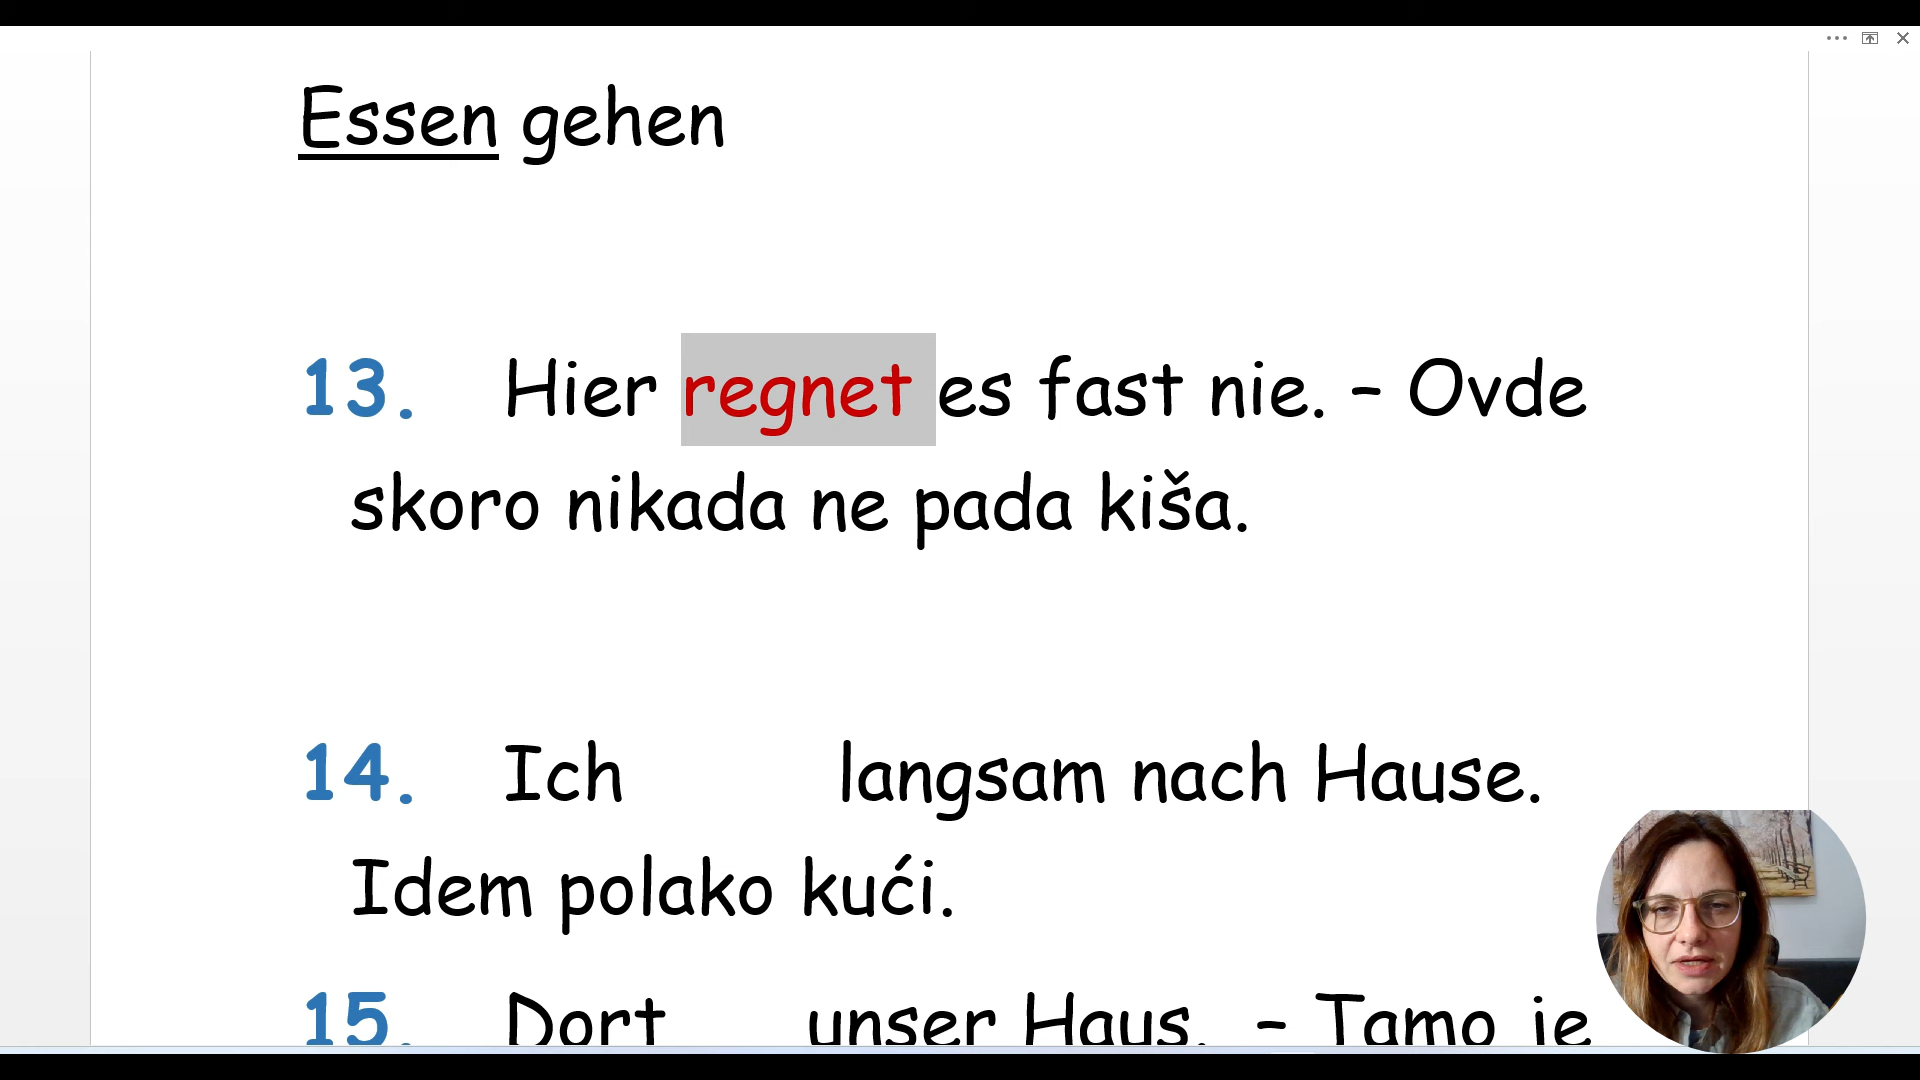 Essen gehen
13. Hier regnet es fast nie. – Ovde
skoro nikada ne pada kiša.
14. Ich langsam nach Hause.
Idem polako kući.
15. Dort unser Haus. – Tamo je